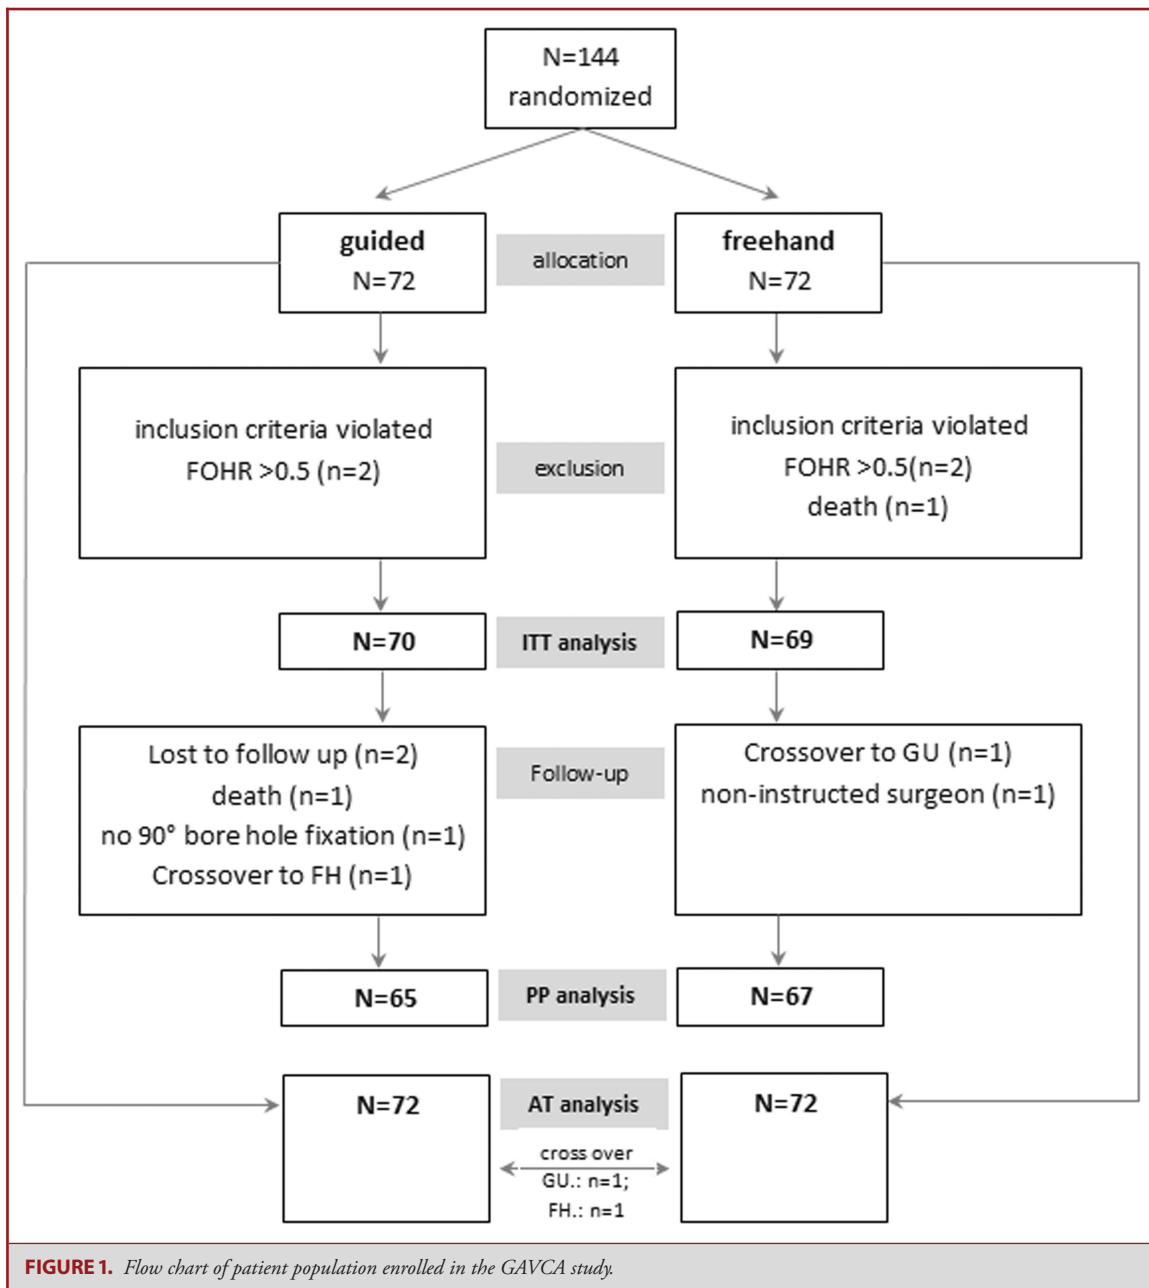 N=144
randomized
guided
N=72
allocation
freehand
N=72
inclusion criteria violated
FOHR >0.5 (n=2)
exclusion
inclusion criteria violated
FOHR >0.5(n=2)
death (n=1)
N=70
ITT analysis
N=69
Lost to follow up (n=2)
death (n=1)
no 90° bore hole fixation (n=1)
Crossover to FH (n=1)
Follow-up
Crossover to GU (n=1)
non-instructed surgeon (n=1)
N=65
PP analysis
N=67
N=72
AT analysis
N=72
cross over
GU.: n=1;
FH.: n=1
FIGURE 1. Flow chart of patient population enrolled in the GAVCA study.